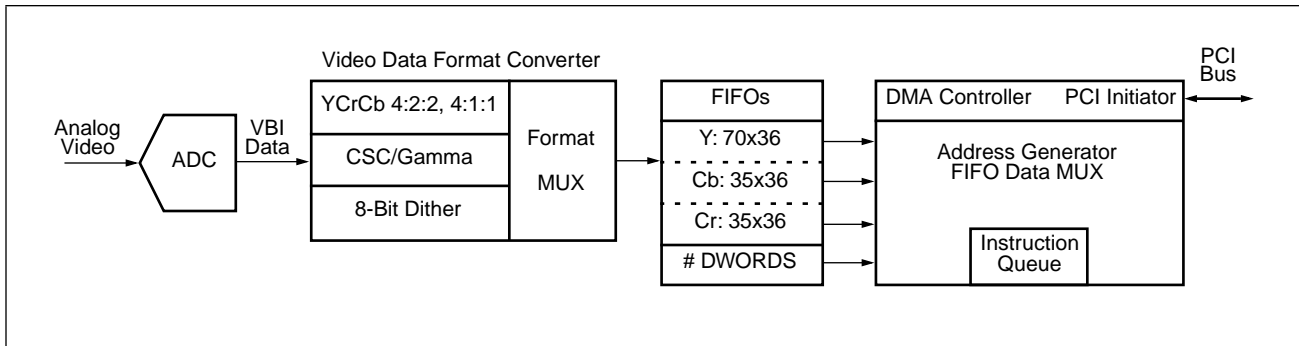 Analog
Video
ADC
VBI
Data
Video Data Format Converter
YCrCb 4:2:2, 4:1:1
CSC/Gamma
8-Bit Dither
Format
MUX
FIFOs
Y: 70x36
Cb: 35x36
Cr: 35x36
# DWORDS
DMA Controller PCI Initiator
Address Generator
FIFO Data MUX
Instruction
Queue
PCI
Bus